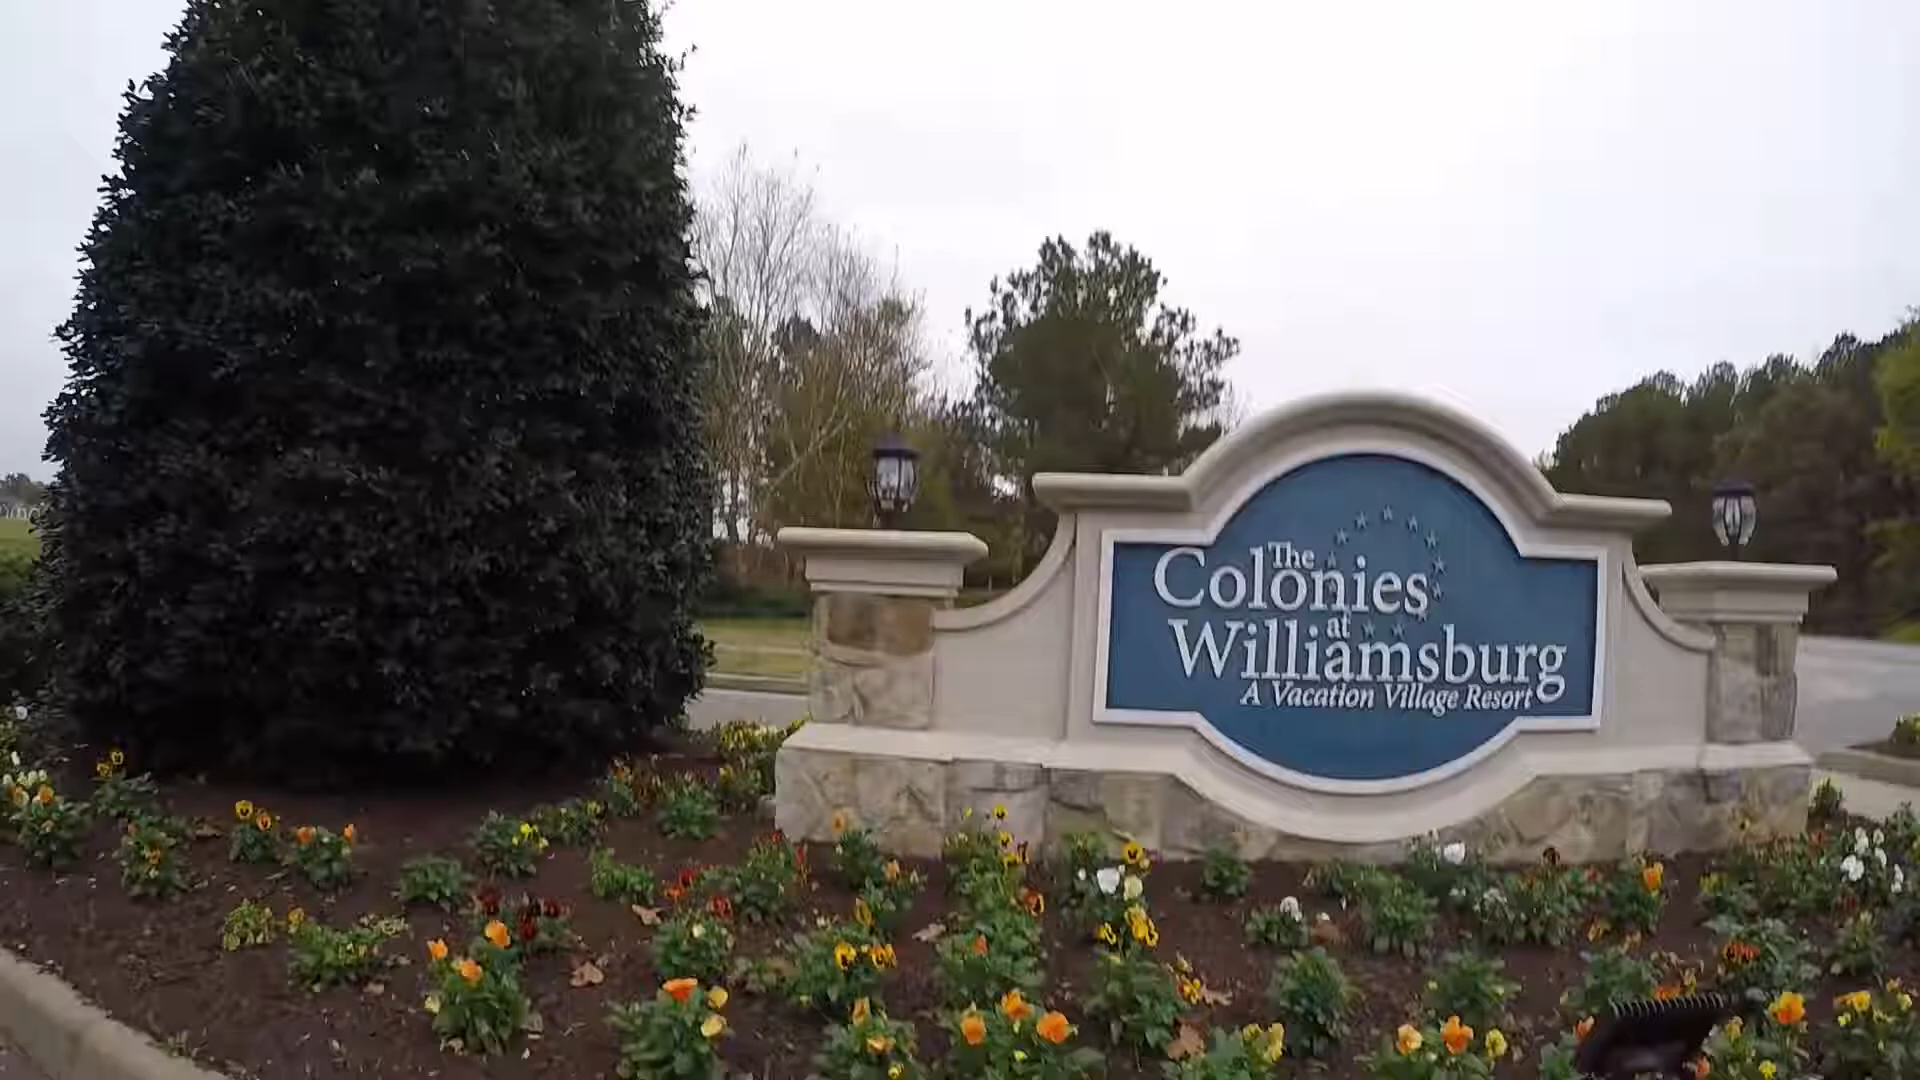 The
Colonies
at
Williamsburg
A Vacation Village Resort